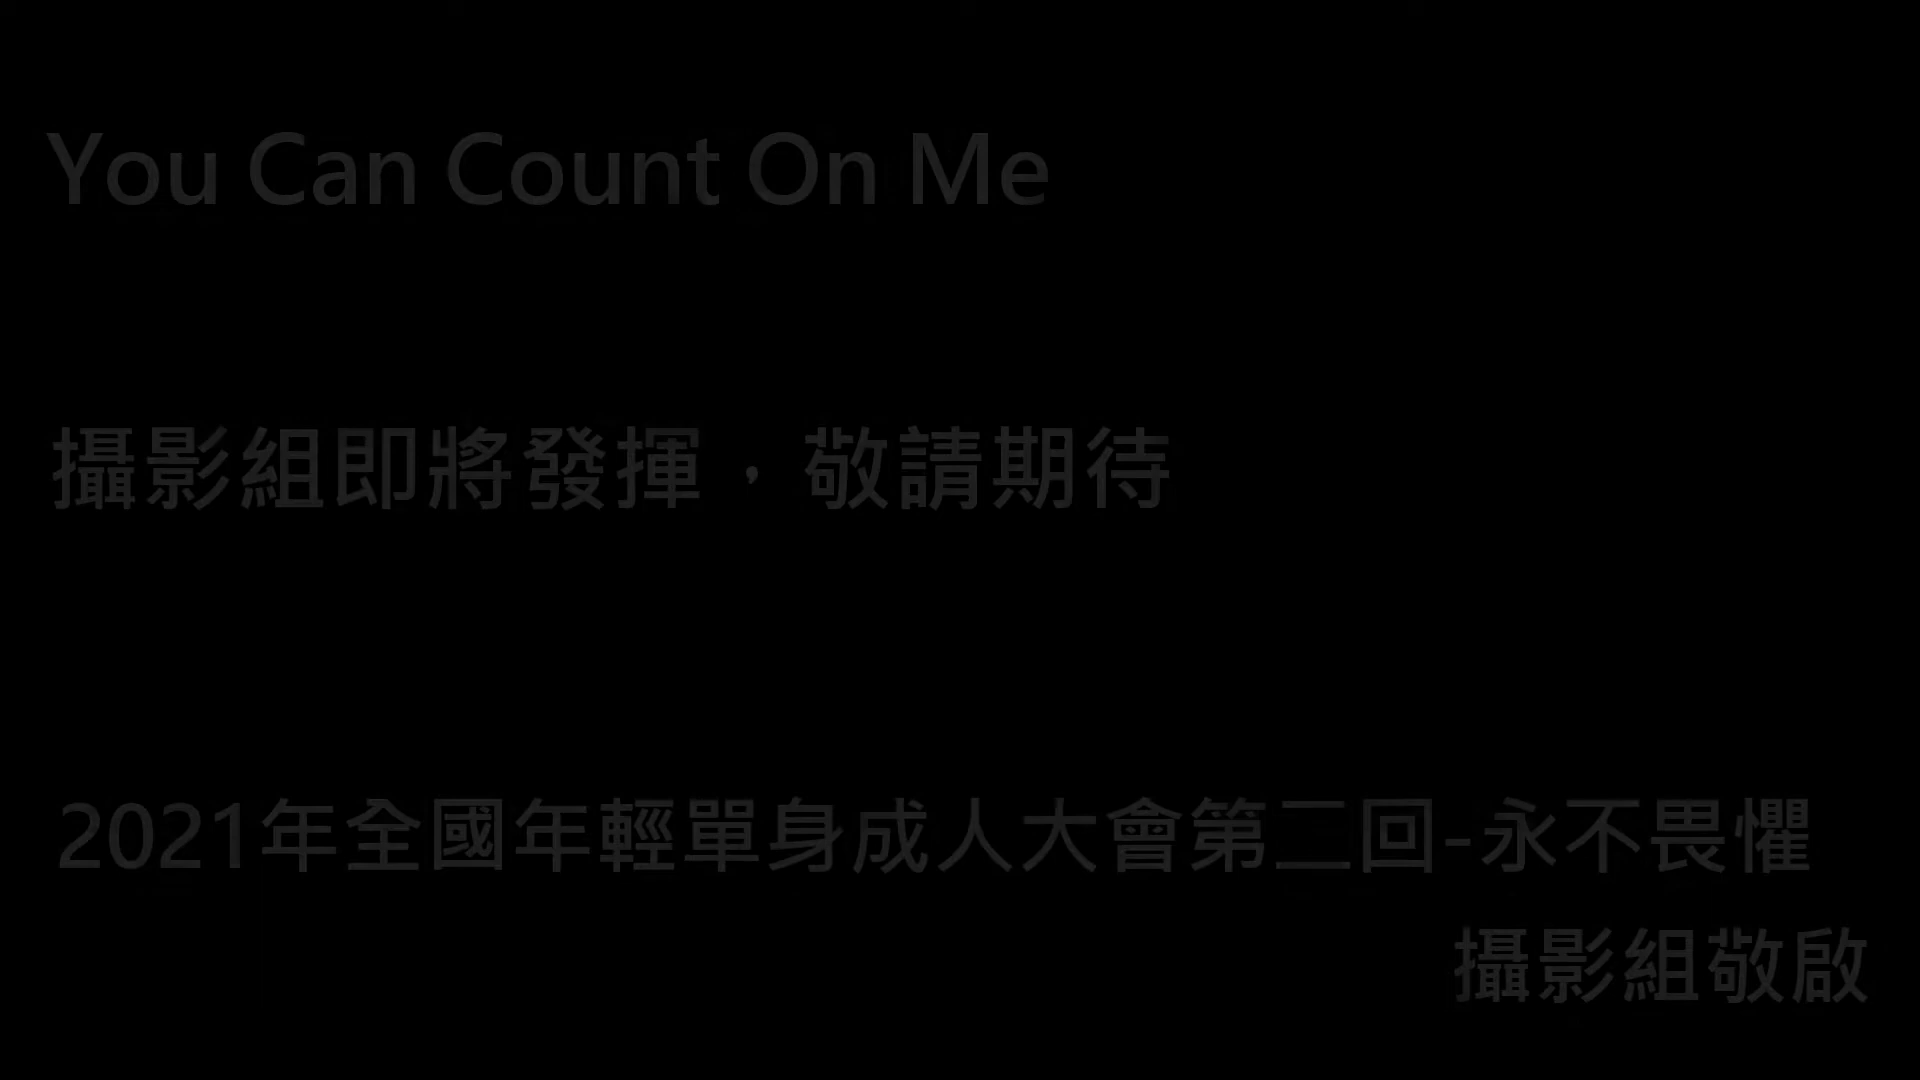 You Can Count On Me
攝影組即將發揮，敬請期待
2021年全國年輕單身成人大會第二回-永不畏懼
攝影組敬啟